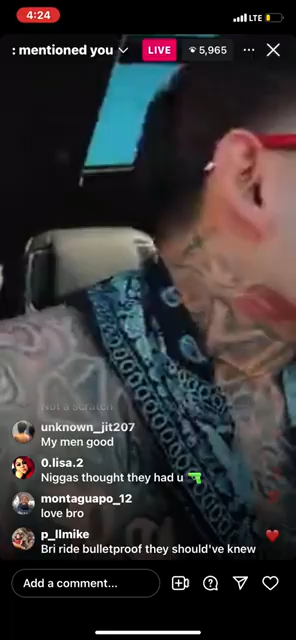 4:24
LTE
: mentioned you
LIVE
5,965
Not a scratch
unknown_jit207
My men good
0.lisa.2
Niggas thought they had u 🔫
montaguapo_12
love bro
p_llmike
Bri ride bulletproof they should've knew
Add a comment...